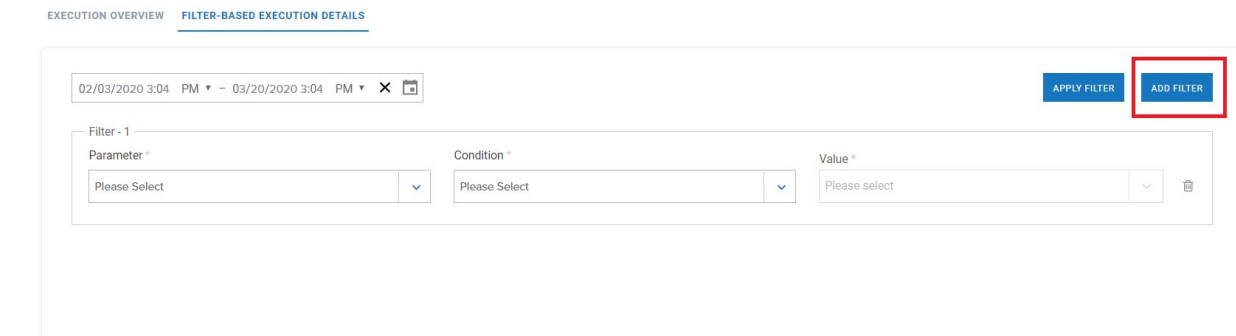 EXECUTION OVERVIEW FILTER-BASED EXECUTION DETAILS
02/03/2020 3:04 PM – 03/20/2020 3:04 PM
APPLY FILTER ADD FILTER
Filter - 1
Parameter * Condition * Value *
Please Select Please Select Please select